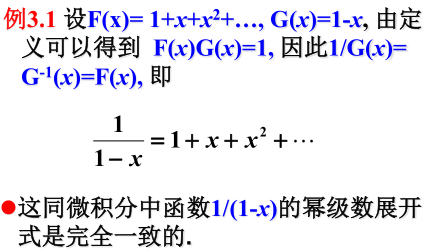 例3.1 设F(x)= 1+x+x²+…, G(x)=1-x, 由定
义可以得到 F(x)G(x)=1, 因此1/G(x)=
G⁻¹(x)=F(x), 即
1/(1-x) = 1 + x + x² + ⋯
●这同微积分中函数1/(1-x)的幂级数展开
式是完全一致的.